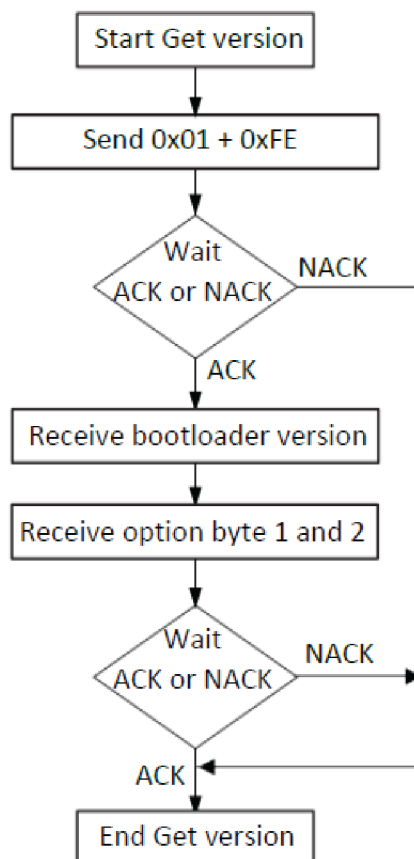 Start Get version
Send 0x01 + 0xFE
Wait
ACK or NACK
NACK
ACK
Receive bootloader version
Receive option byte 1 and 2
Wait
ACK or NACK
NACK
ACK
End Get version